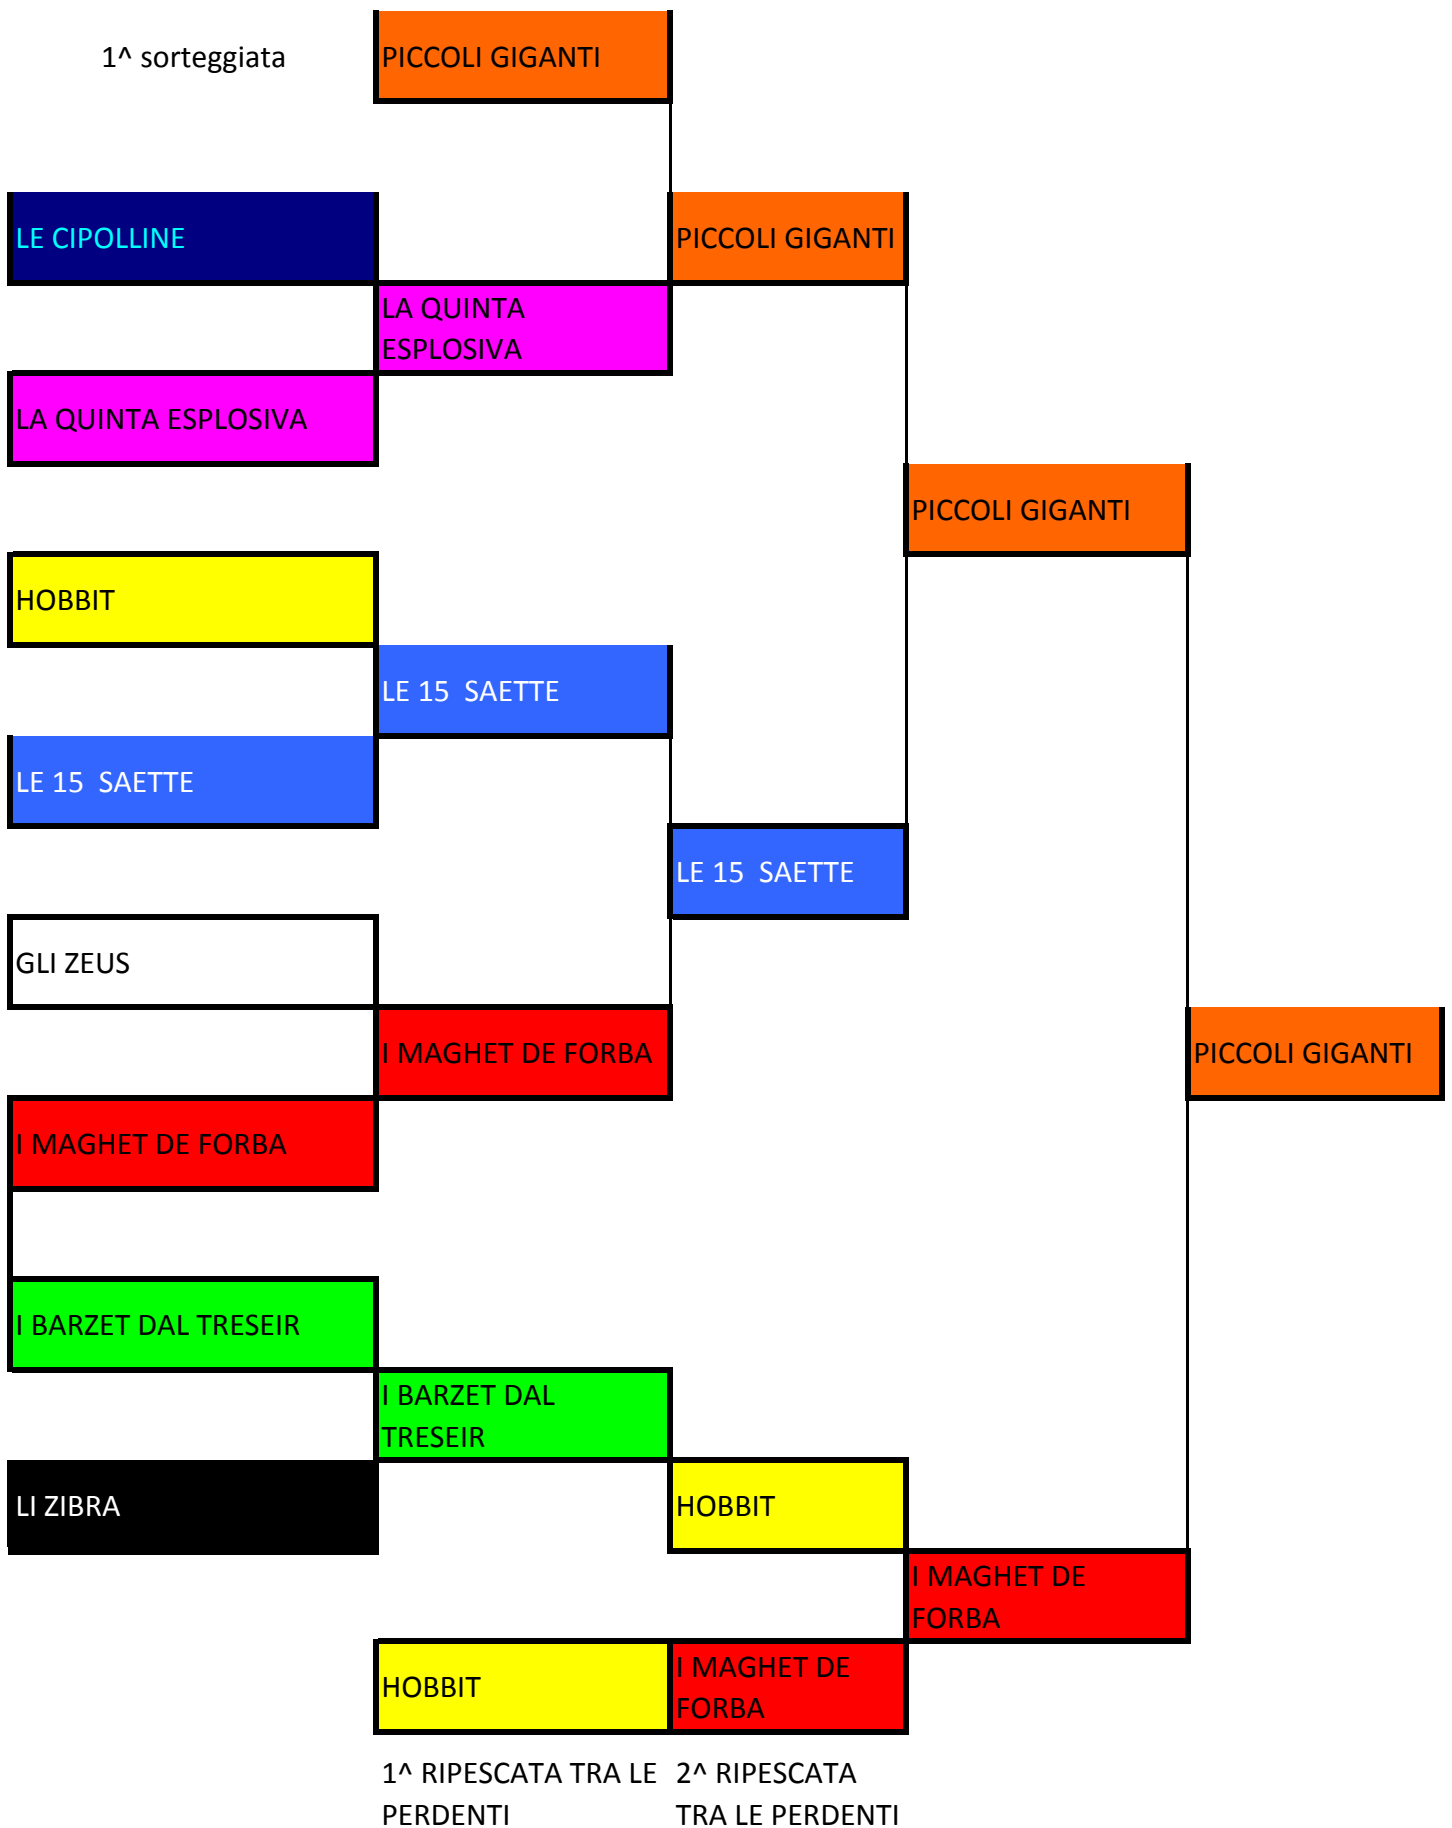 1^ sorteggiata
PICCOLI GIGANTI
LE CIPOLLINE
PICCOLI GIGANTI
LA QUINTA
ESPLOSIVA
LA QUINTA ESPLOSIVA
PICCOLI GIGANTI
HOBBIT
LE 15  SAETTE
LE 15  SAETTE
LE 15  SAETTE
GLI ZEUS
I MAGHET DE FORBA
PICCOLI GIGANTI
I MAGHET DE FORBA
I BARZET DAL TRESEIR
I BARZET DAL
TRESEIR
LI ZIBRA
HOBBIT
I MAGHET DE
FORBA
HOBBIT
I MAGHET DE
FORBA
1^ RIPESCATA TRA LE
PERDENTI
2^ RIPESCATA
TRA LE PERDENTI